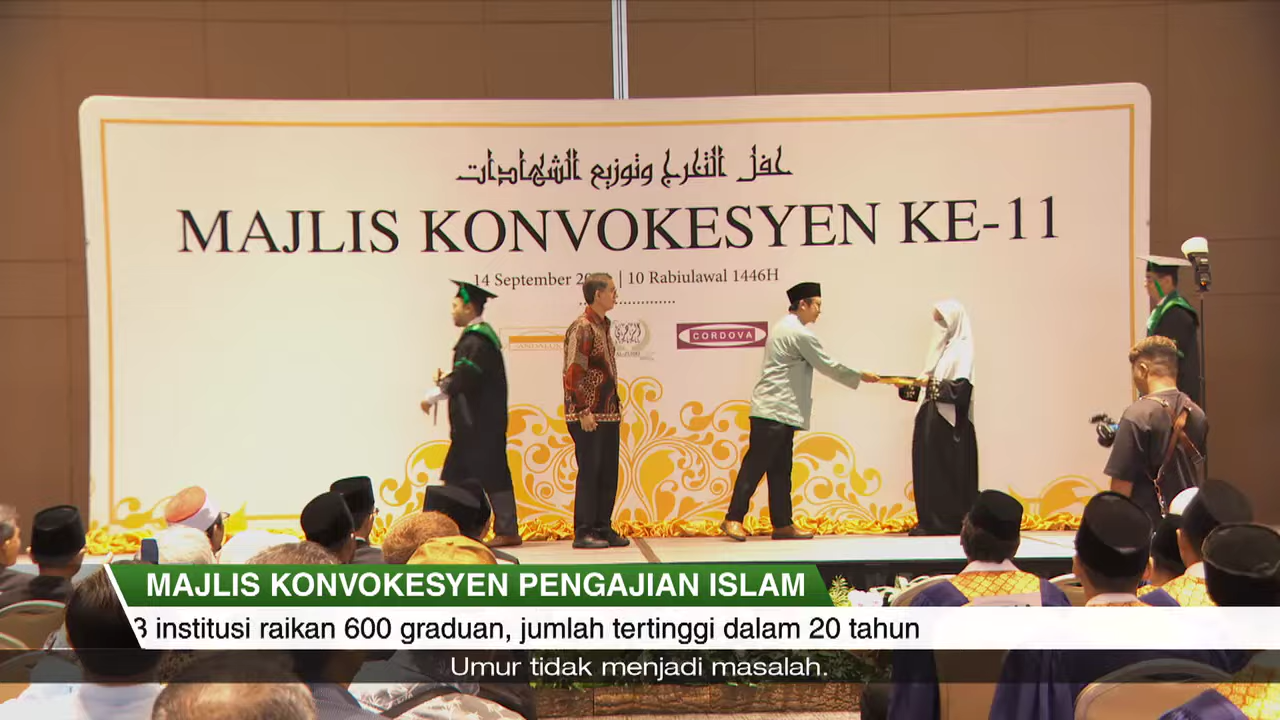 حفل التخرج وتوزيع الشهادات
MAJLIS KONVOKESYEN KE-11
14 September | 10 Rabiulawal 1446H
CORDOVA
MAJLIS KONVOKESYEN PENGAJIAN ISLAM
3 institusi raikan 600 graduan, jumlah tertinggi dalam 20 tahun
Umur tidak menjadi masalah.